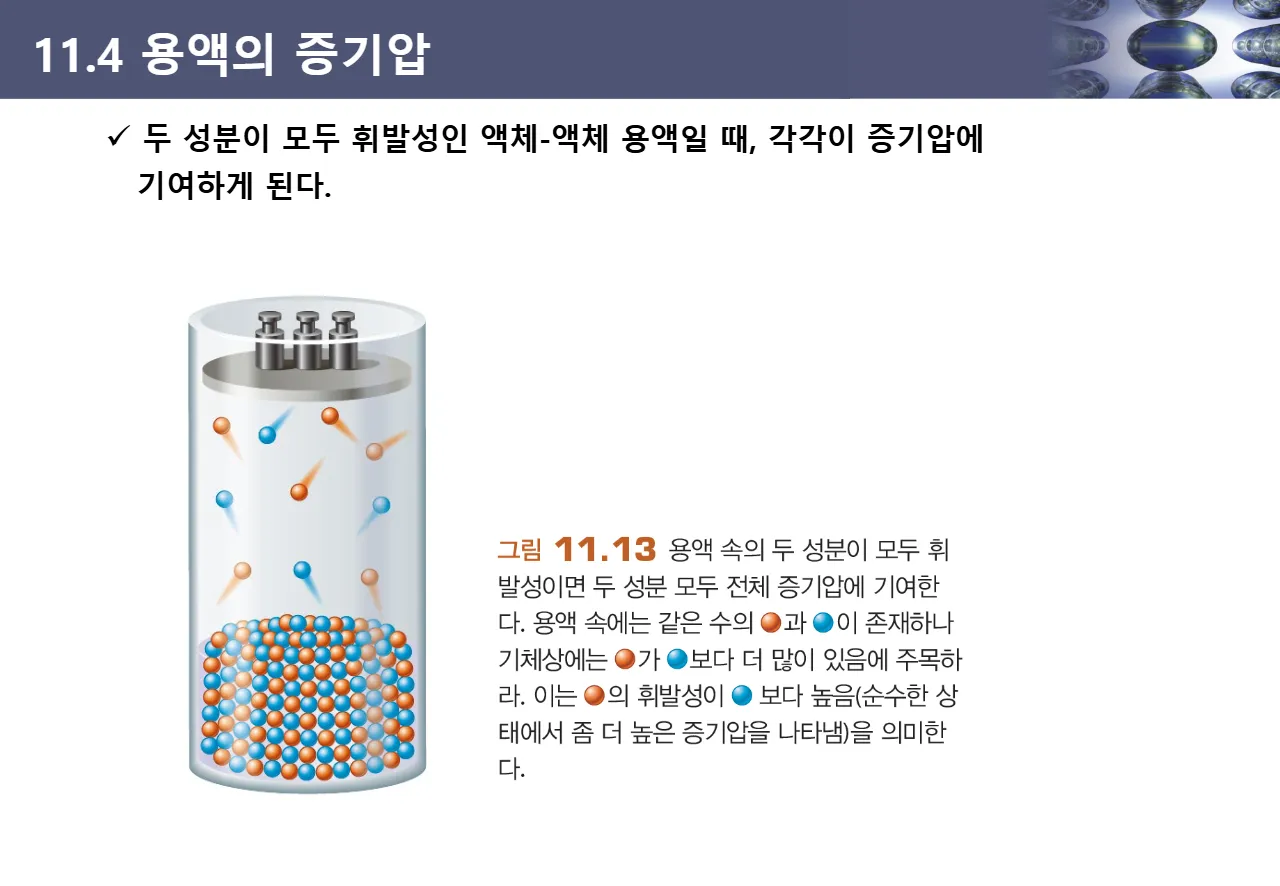 11.4 용액의 증기압
✓ 두 성분이 모두 휘발성인 액체-액체 용액일 때, 각각이 증기압에
기여하게 된다.
그림 11.13 용액 속의 두 성분이 모두 휘
발성이면 두 성분 모두 전체 증기압에 기여한
다. 용액 속에는 같은 수의 과 이 존재하나
기체상에는 가 보다 더 많이 있음에 주목하
라. 이는 의 휘발성이 보다 높음(순수한 상
태에서 좀 더 높은 증기압을 나타냄)을 의미한
다.